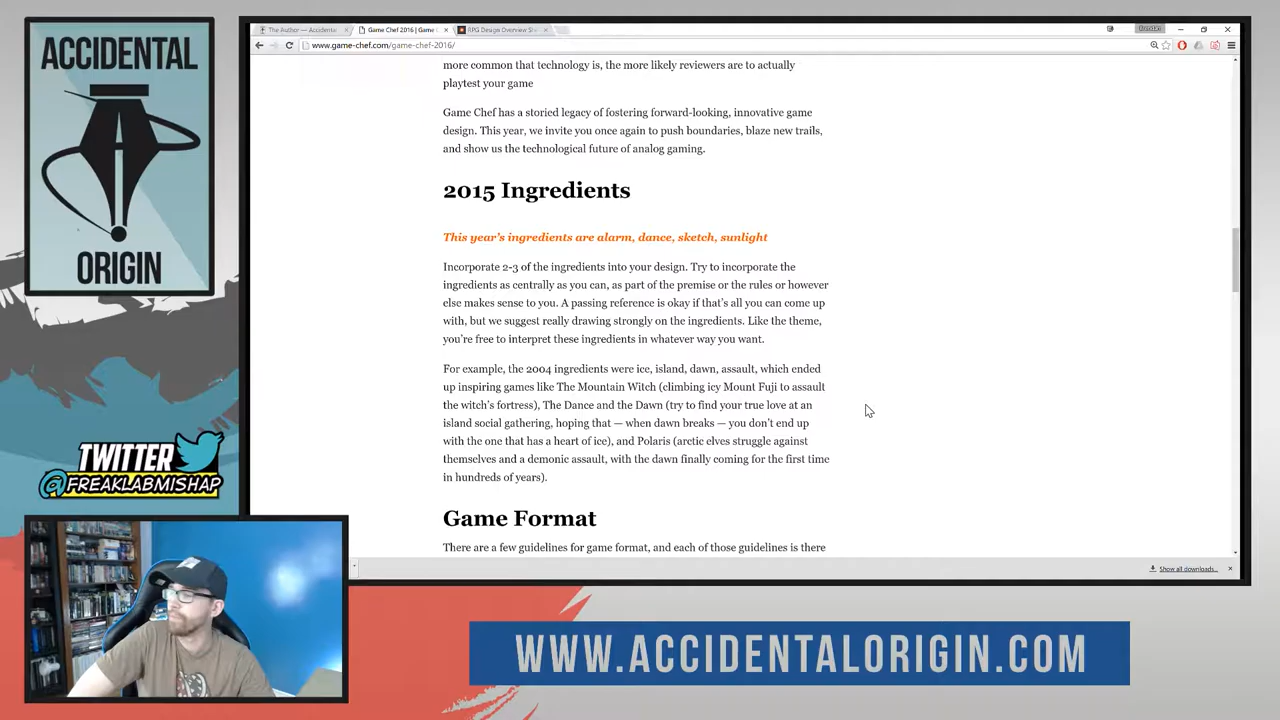 ACCIDENTAL
ORIGIN
TWITTER
@FREAKLABMISHAP
The Author — Accidenta
Game Chef 2016 | Game
RPG Design Overview Sh
www.game-chef.com/game-chef-2016/
more common that technology is, the more likely reviewers are to actually
playtest your game
Game Chef has a storied legacy of fostering forward-looking, innovative game
design. This year, we invite you once again to push boundaries, blaze new trails,
and show us the technological future of analog gaming.
2015 Ingredients
This year's ingredients are alarm, dance, sketch, sunlight
Incorporate 2-3 of the ingredients into your design. Try to incorporate the
ingredients as centrally as you can, as part of the premise or the rules or however
else makes sense to you. A passing reference is okay if that's all you can come up
with, but we suggest really drawing strongly on the ingredients. Like the theme,
you're free to interpret these ingredients in whatever way you want.
For example, the 2004 ingredients were ice, island, dawn, assault, which ended
up inspiring games like The Mountain Witch (climbing icy Mount Fuji to assault
the witch's fortress), The Dance and the Dawn (try to find your true love at an
island social gathering, hoping that — when dawn breaks — you don't end up
with the one that has a heart of ice), and Polaris (arctic elves struggle against
themselves and a demonic assault, with the dawn finally coming for the first time
in hundreds of years).
Game Format
There are a few guidelines for game format, and each of those guidelines is there
Show all downloads...
WWW.ACCIDENTALORIGIN.COM